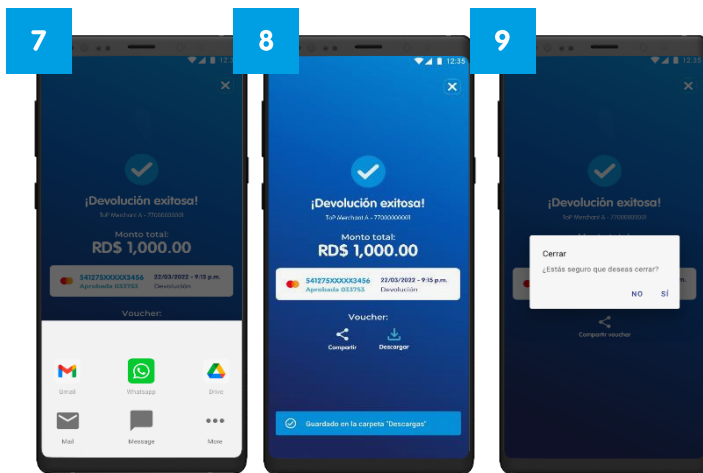 7
12:3
¡Devolución exitosa!
ToP Merchant A - 77000000001
Monto total:
RD$ 1,000.00
541275XXXXX3456
22/03/2022 - 9:15 p.m.
Aprobada 033753
Devolución
Voucher:
Gmail
Whatsapp
Drive
Mail
Message
More
8
12:35
¡Devolución exitosa!
ToP Merchant A - 77000000001
Monto total:
RD$ 1,000.00
541275XXXXX3456
22/03/2022 - 9:15 p.m.
Aprobada 033753
Devolución
Voucher:
Compartir
Descargar
Guardado en la carpeta "Descargas"
9
12:35
¡Devolución exitosa!
ToP Merchant A - 77000000001
Cerrar
¿Estás seguro que deseas cerrar?
NO
SÍ
Compartir voucher